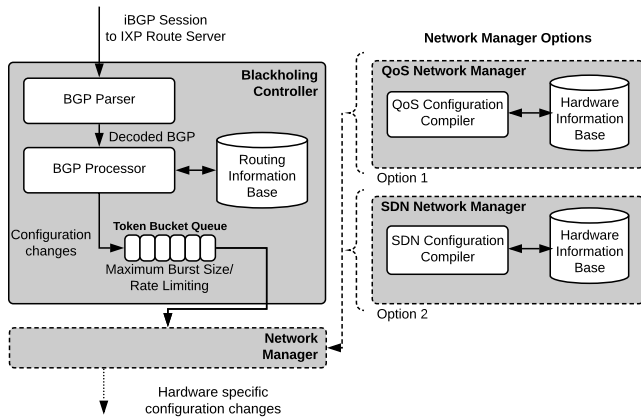 iBGP Session
to IXP Route Server
Blackholing
Controller
BGP Parser
Decoded BGP
BGP Processor
Routing
Information
Base
Configuration
changes
Token Bucket Queue
Maximum Burst Size/
Rate Limiting
Network
Manager
Hardware specific
configuration changes
Network Manager Options
QoS Network Manager
QoS Configuration
Compiler
Hardware
Information
Base
Option 1
SDN Network Manager
SDN Configuration
Compiler
Hardware
Information
Base
Option 2